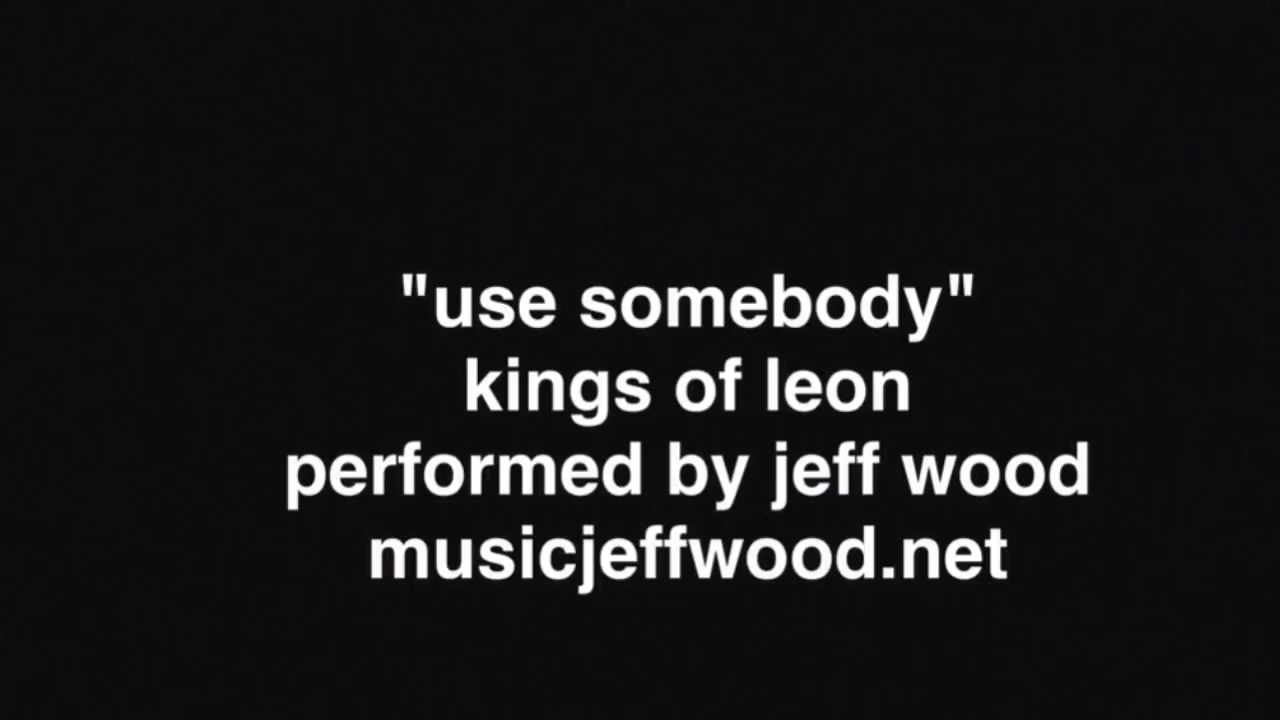 "use somebody"
kings of leon
performed by jeff wood
musicjeffwood.net